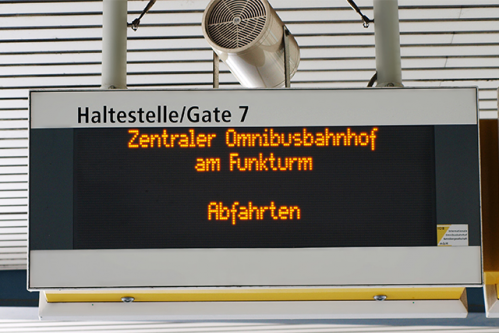 Haltestelle/Gate 7
Zentraler Omnibusbahnhof
am Funkturm
Abfahrten